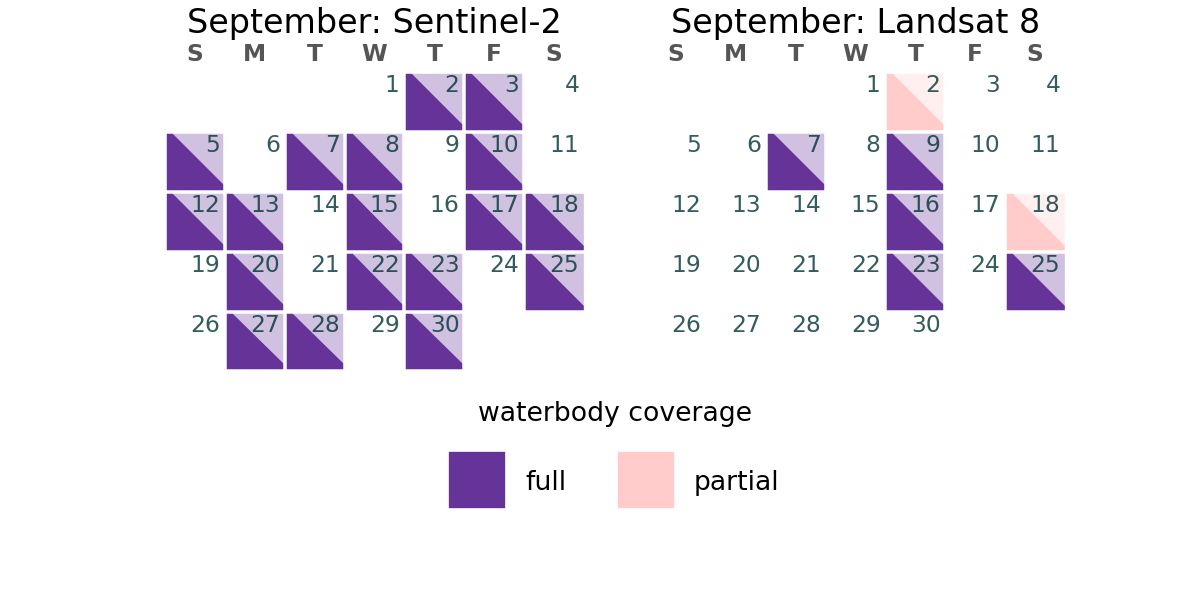 September: Sentinel-2
S M T W T F S
1 2 3 4
5 6 7 8 9 10 11
12 13 14 15 16 17 18
19 20 21 22 23 24 25
26 27 28 29 30
September: Landsat 8
S M T W T F S
1 2 3 4
5 6 7 8 9 10 11
12 13 14 15 16 17 18
19 20 21 22 23 24 25
26 27 28 29 30
waterbody coverage
full partial